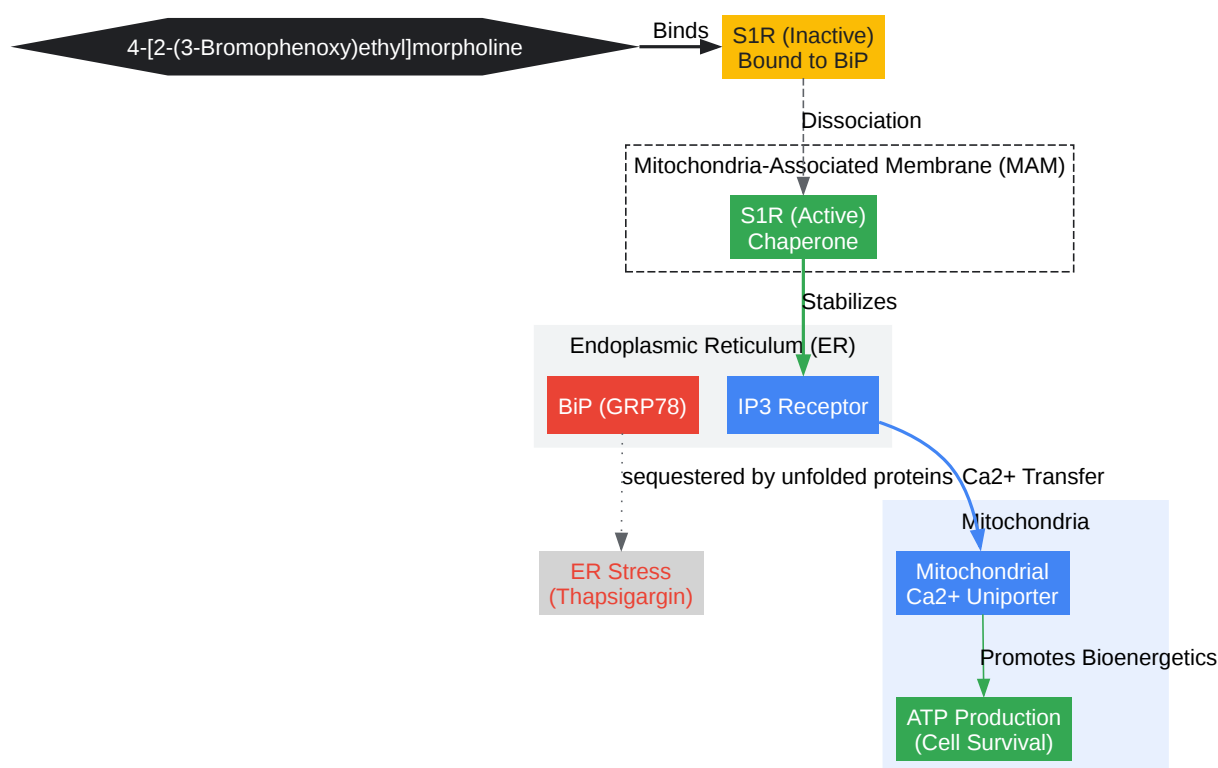 4-[2-(3-Bromophenoxy)ethyl]morpholine
Binds
S1R (Inactive)
Bound to BiP
Dissociation
Mitochondria-Associated Membrane (MAM)
S1R (Active)
Chaperone
Stabilizes
Endoplasmic Reticulum (ER)
BiP (GRP78)
IP3 Receptor
sequestered by unfolded proteins
Ca2+ Transfer
Mitochondria
ER Stress
(Thapsigargin)
Mitochondrial
Ca2+ Uniporter
Promotes Bioenergetics
ATP Production
(Cell Survival)